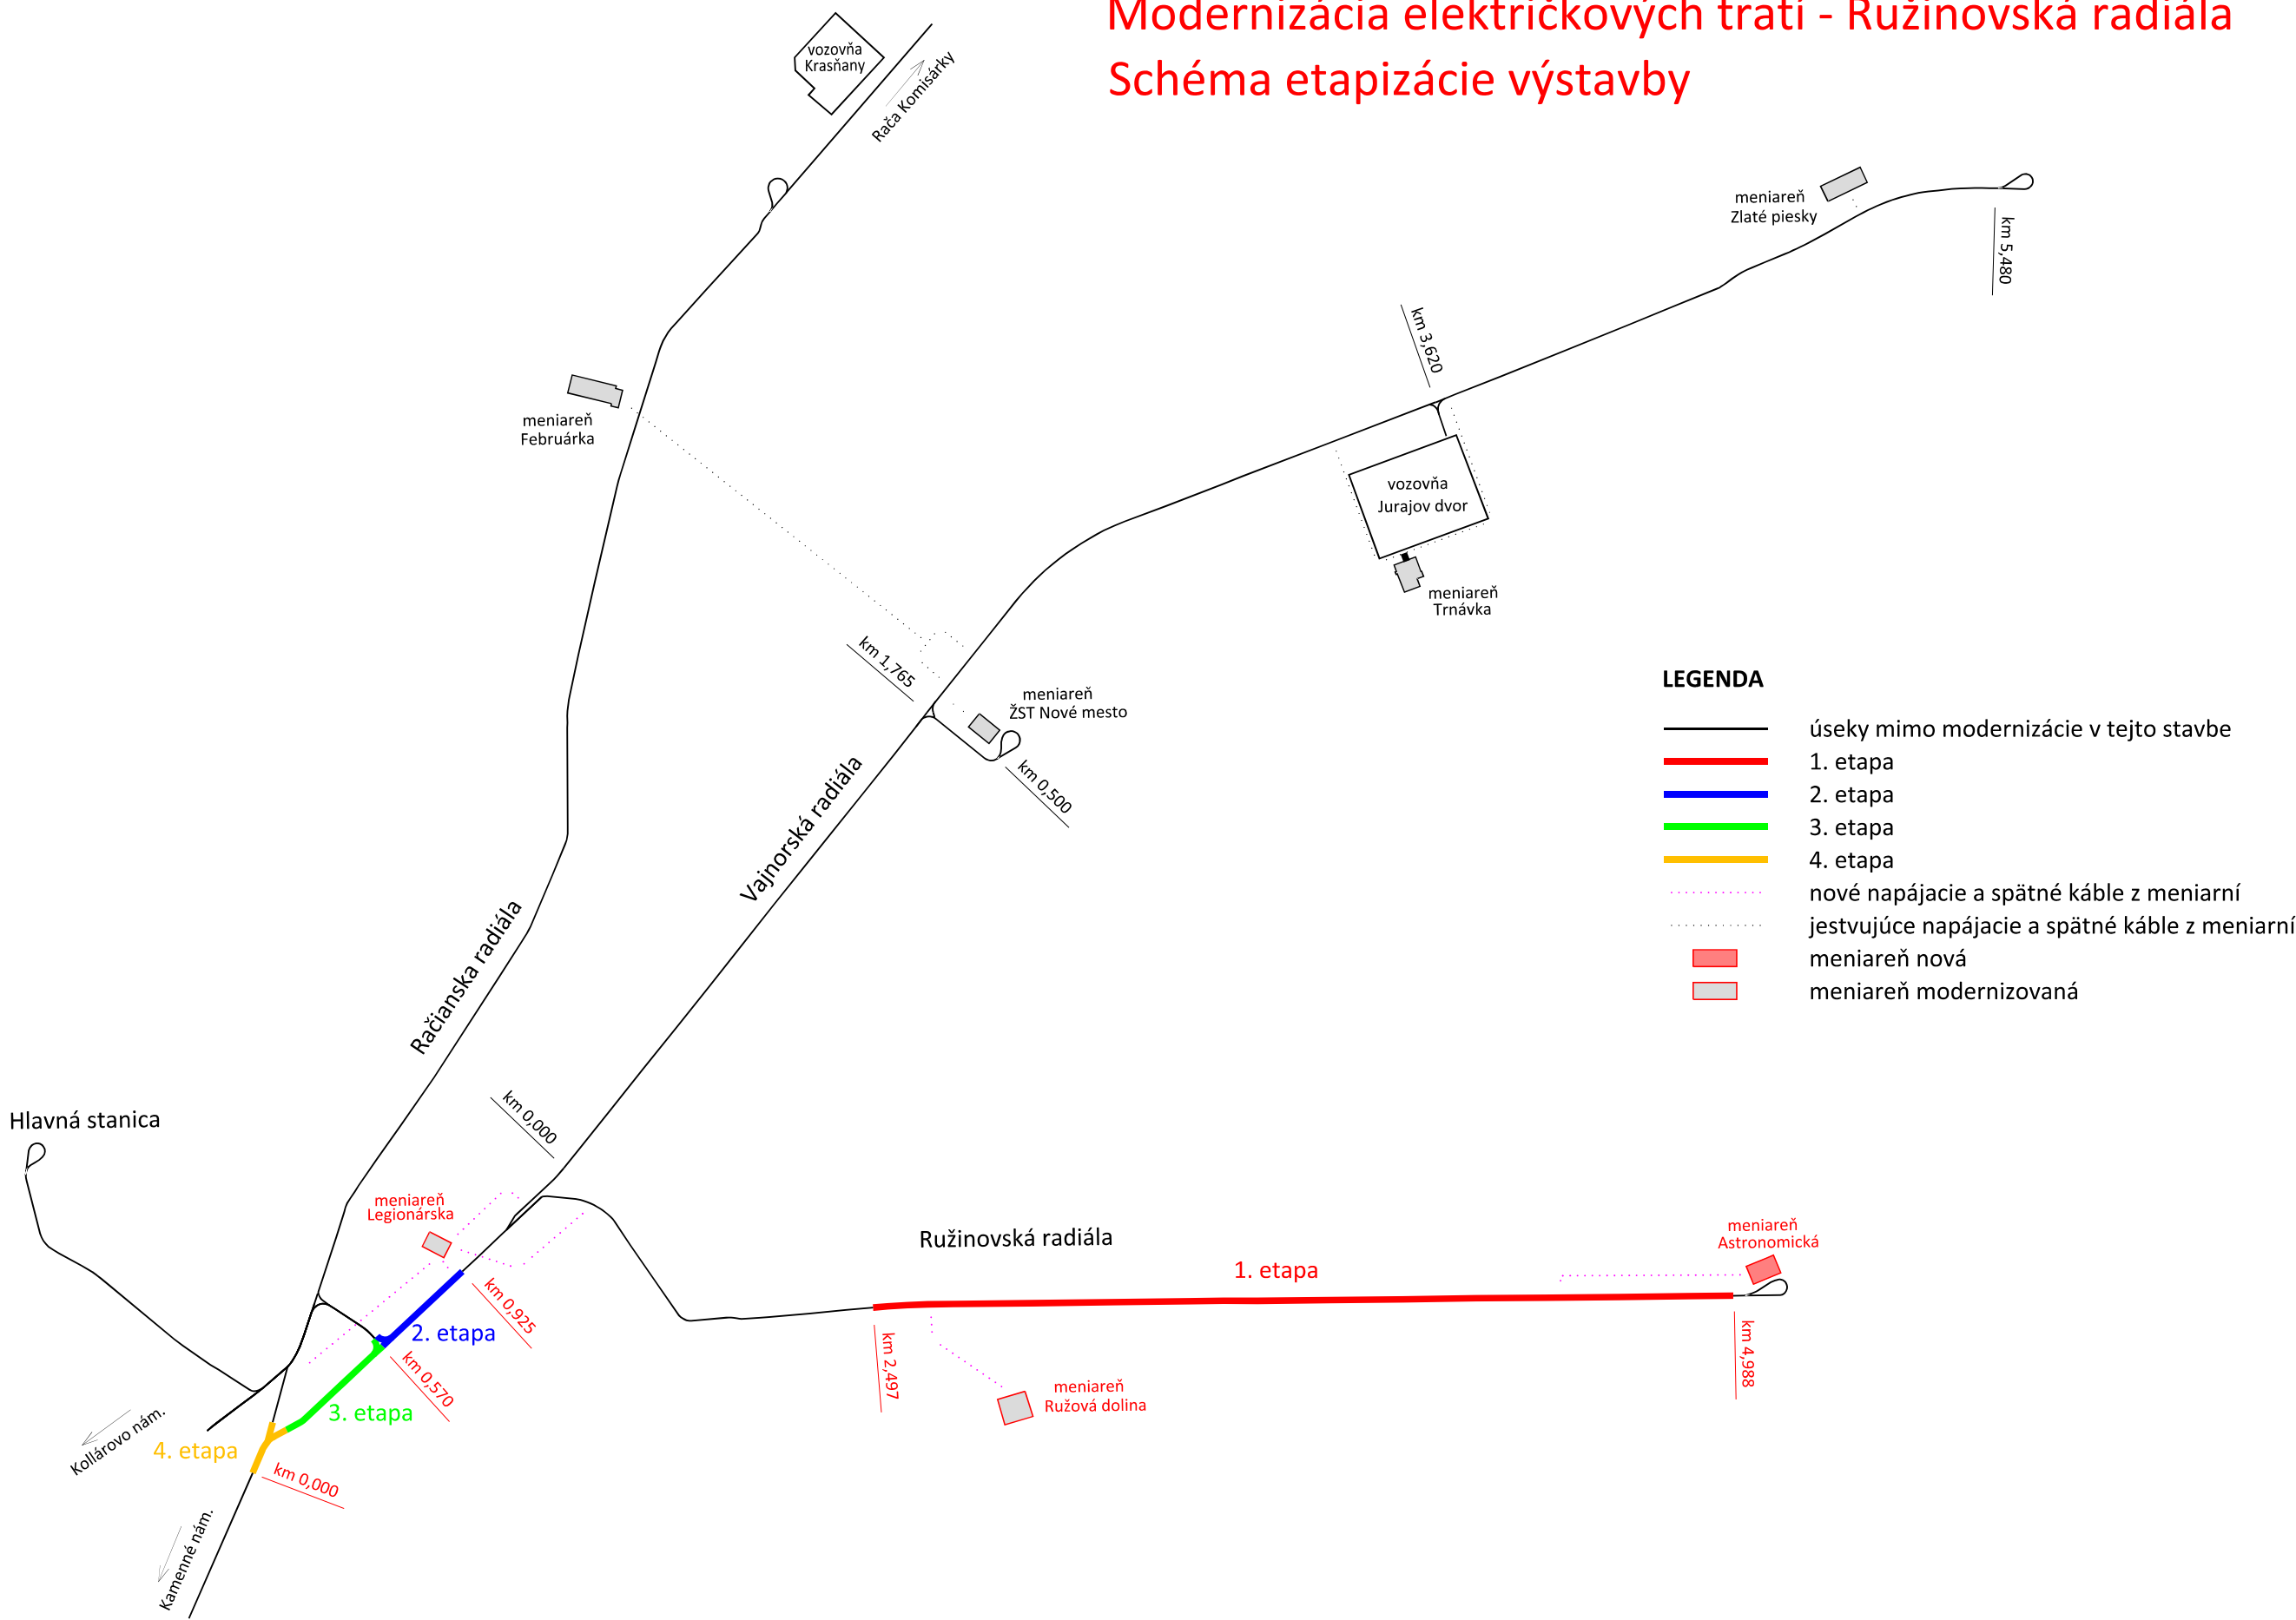 Modernizácia električkových tratí - Ružinovská radiála
Schéma etapizácie výstavby
vozovňa
Krasňany
Rača Komisárky
meniareň
Zlaté piesky
km 5,480
km 3,620
meniareň
Februárka
vozovňa
Jurajov dvor
meniareň
Trnávka
km 1,765
meniareň
ŽST Nové mesto
km 0,500
Vajnorská radiála
Račianska radiála
LEGENDA
úseky mimo modernizácie v tejto stavbe
1. etapa
2. etapa
3. etapa
4. etapa
nové napájacie a spätné káble z meniarní
jestvujúce napájacie a spätné káble z meniarní
meniareň nová
meniareň modernizovaná
Hlavná stanica
km 0,000
meniareň
Legionárska
Ružinovská radiála
1. etapa
meniareň
Astronomická
km 0,925
2. etapa
km 0,570
km 2,497
km 4,988
meniareň
Ružová dolina
3. etapa
Kollárovo nám.
4. etapa
km 0,000
Kamenné nám.